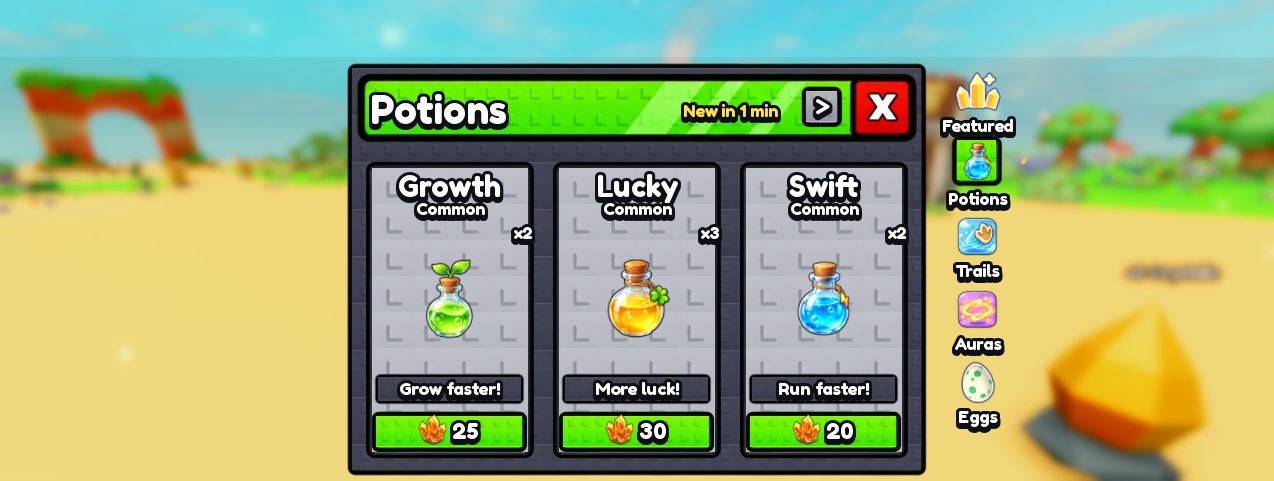 Potions
New in 1 min
>
X
Growth
Common
x2
Grow faster!
25
Lucky
Common
x3
More luck!
30
Swift
Common
x2
Run faster!
20
Featured
Potions
Trails
Auras
Eggs